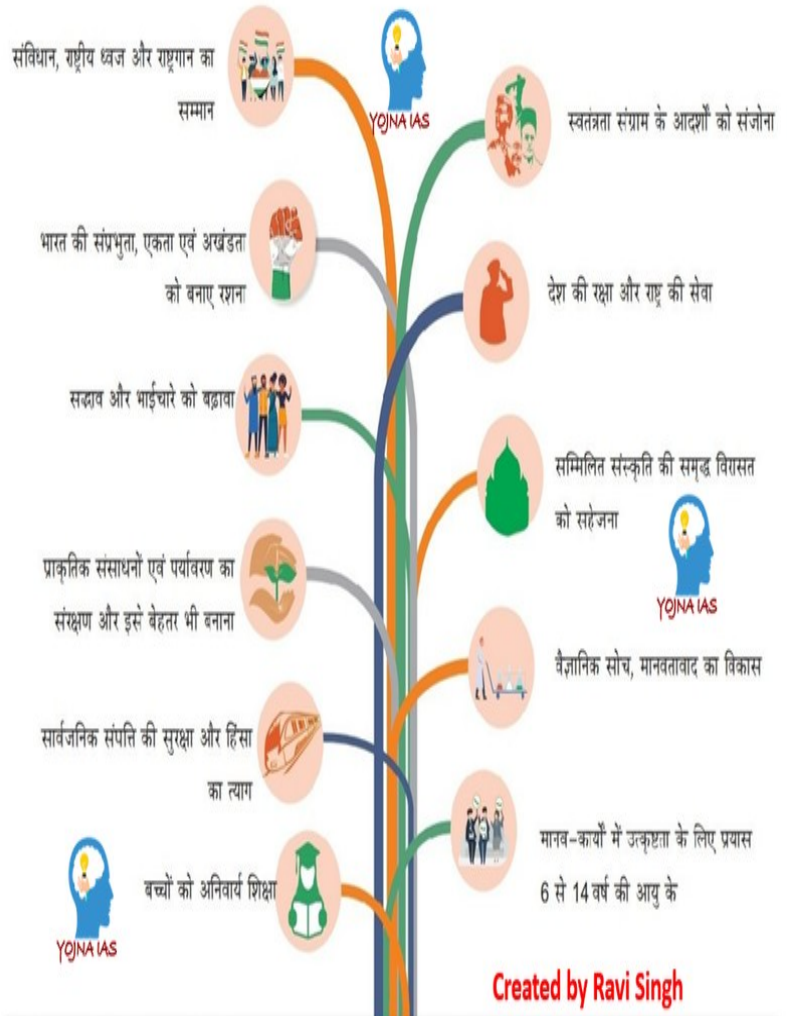 संविधान, राष्ट्रीय ध्वज और राष्ट्रगान का
सम्मान
YOJNA IAS
स्वतंत्रता संग्राम के आदर्शों को संजोना
भारत की संप्रभुता, एकता एवं अखंडता
को बनाए रशना
देश की रक्षा और राष्ट्र की सेवा
सद्भाव और भाईचारे को बढ़ावा
सम्मिलित संस्कृति की समृद्ध विरासत
को सहेजना
YOJNA IAS
प्राकृतिक संसाधनों एवं पर्यावरण का
संरक्षण और इसे बेहतर भी बनाना
वैज्ञानिक सोच, मानवतावाद का विकास
सार्वजनिक संपत्ति की सुरक्षा और हिंसा
का त्याग
मानव-कार्यों में उत्कृष्टता के लिए प्रयास
6 से 14 वर्ष की आयु के
बच्चों को अनिवार्य शिक्षा
YOJNA IAS
Created by Ravi Singh